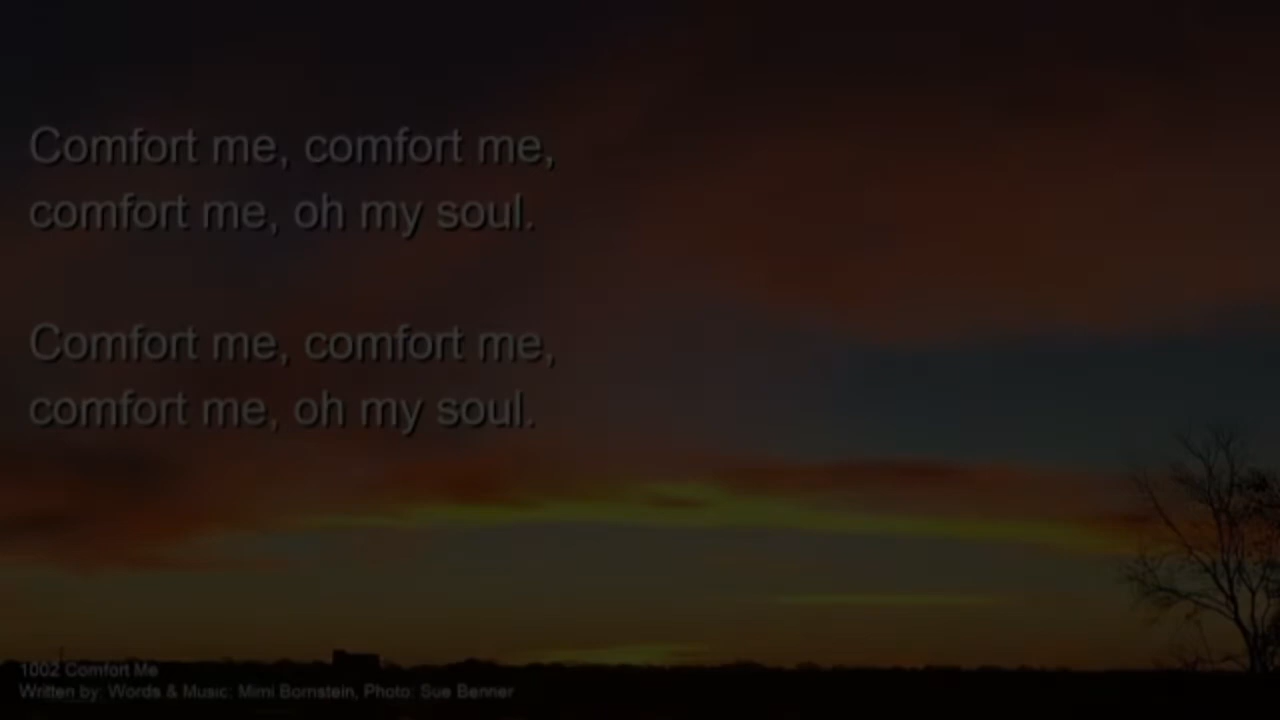 Comfort me, comfort me,
comfort me, oh my soul.
Comfort me, comfort me,
comfort me, oh my soul.
1002 Comfort Me
Written by: Words & Music: Mimi Bornstein, Photo: Sue Benner